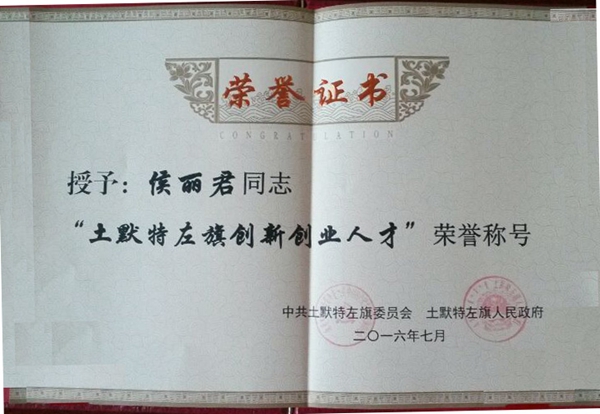 荣誉证书
CONGRATULATION
授予：侯丽君同志
“土默特左旗创新创业人才”荣誉称号
中共土默特左旗委员会 土默特左旗人民政府
二〇一六年七月